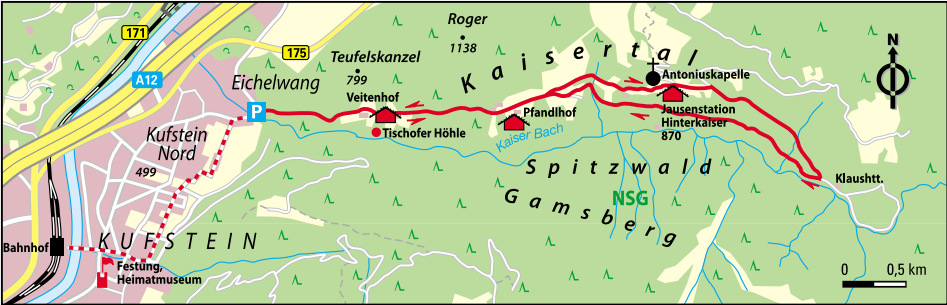 171
Roger
1138
175
Teufelskanzel
799
Kaisertal
N
A12
Eichelwang
P
Veitenhof
Antoniuskapelle
Pfandlhof
Jausenstation
Hinterkaiser
870
Tischofer Höhle
Kaiser Bach
Kufstein
Nord
499
Spitzwald
Klaushtt.
NSG
Gamsberg
KUFSTEIN
Bahnhof
Festung,
Heimatmuseum
0 0,5 km